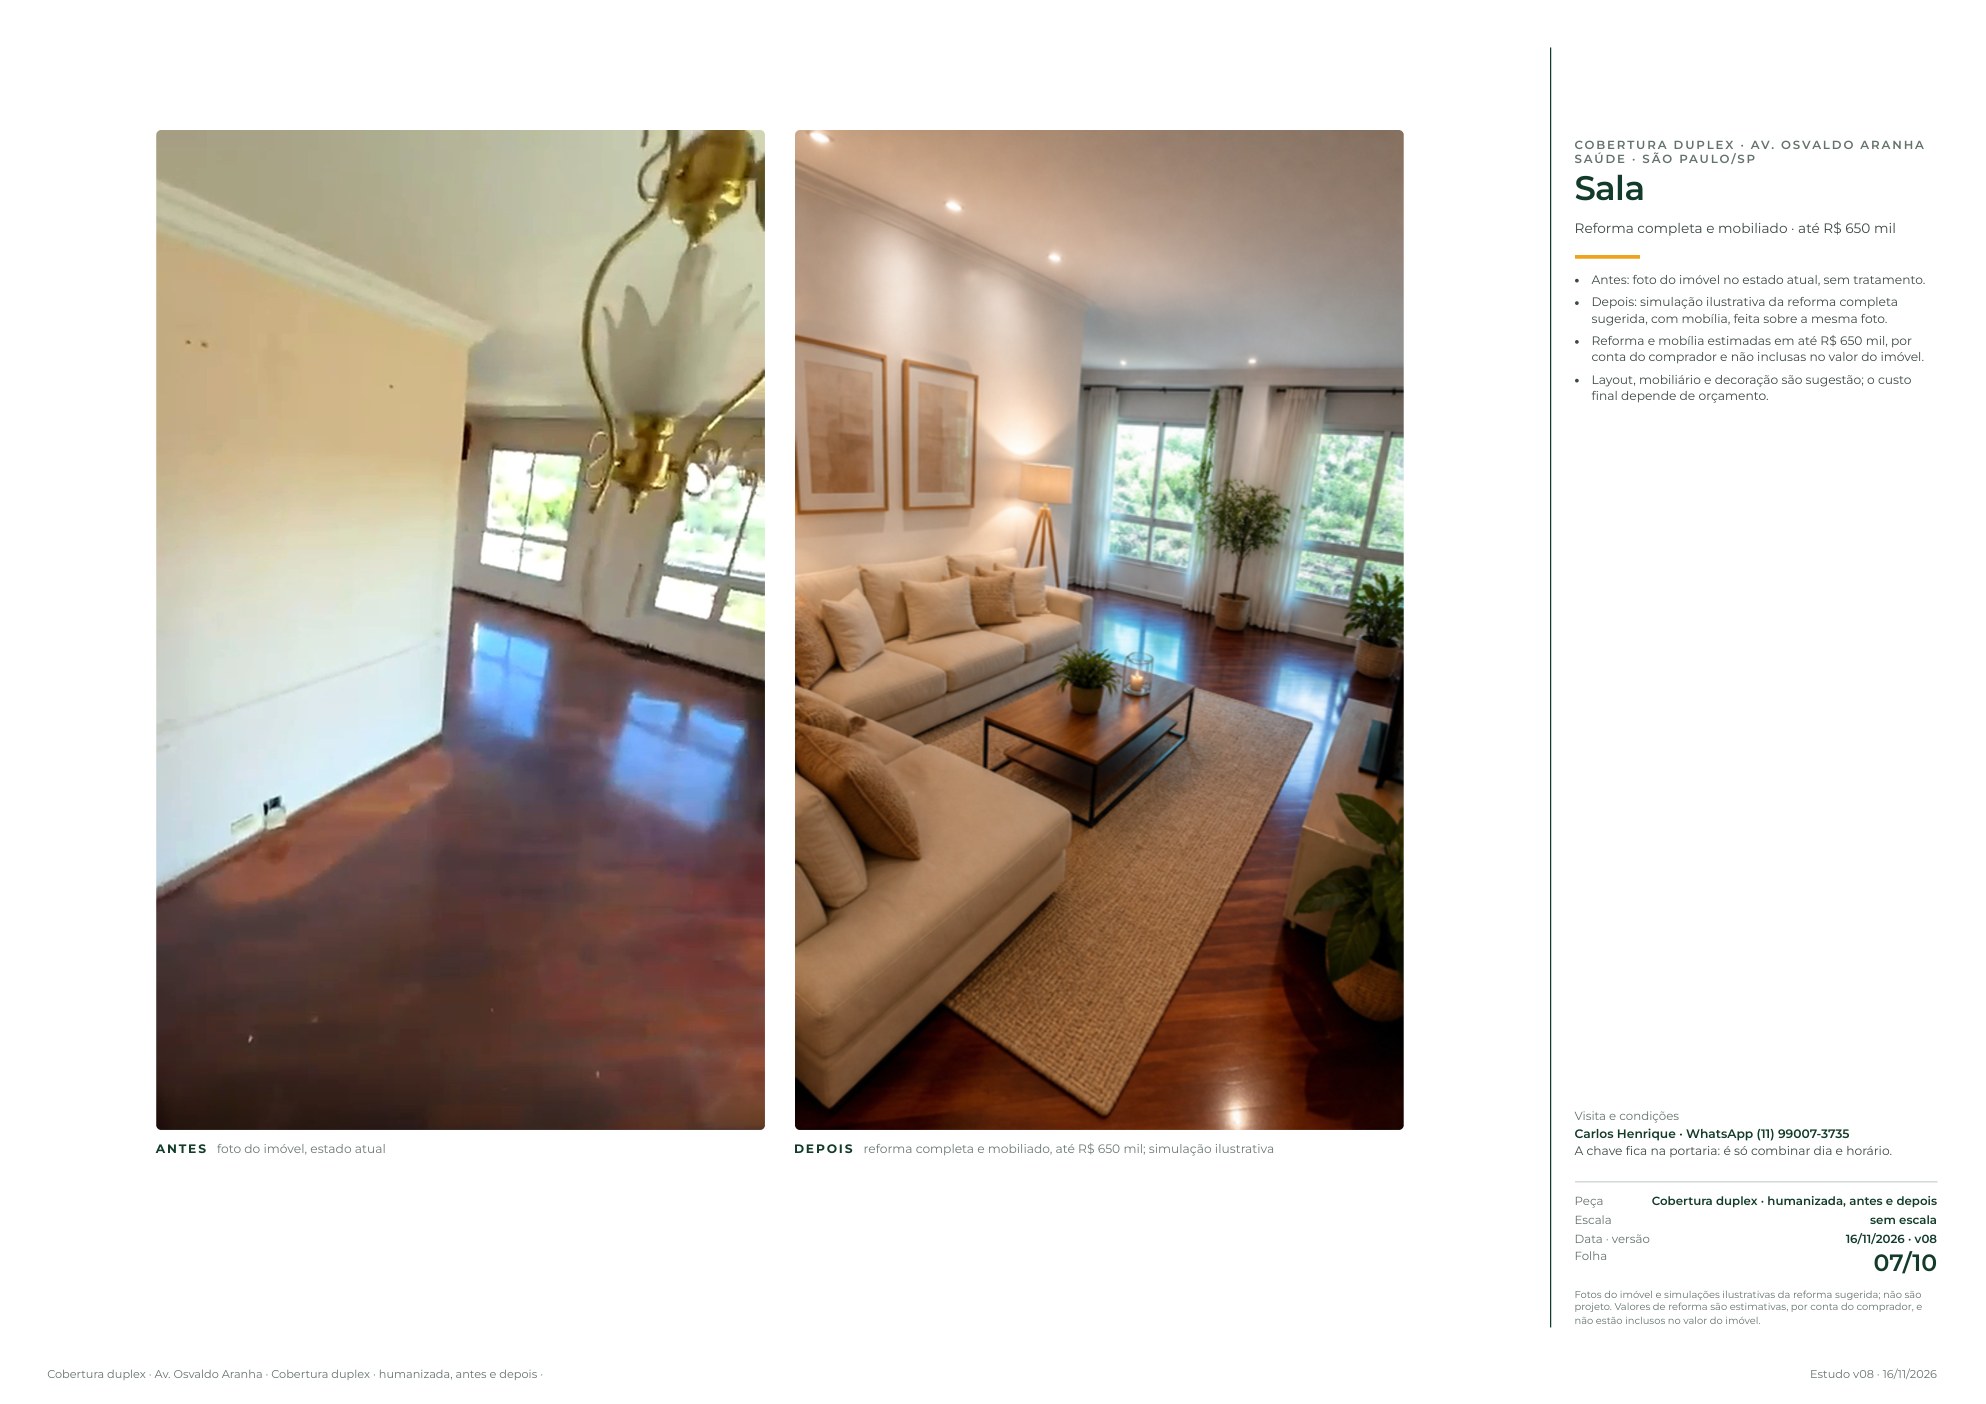 COBERTURA DUPLEX · AV. OSVALDO ARANHA
SAÚDE · SÃO PAULO/SP
Sala
Reforma completa e mobiliado · até R$ 650 mil
• Antes: foto do imóvel no estado atual, sem tratamento.
• Depois: simulação ilustrativa da reforma completa
sugerida, com mobília, feita sobre a mesma foto.
• Reforma e mobília estimadas em até R$ 650 mil, por
conta do comprador e não inclusas no valor do imóvel.
• Layout, mobiliário e decoração são sugestão; o custo
final depende de orçamento.
ANTES foto do imóvel, estado atual
DEPOIS reforma completa e mobiliado, até R$ 650 mil; simulação ilustrativa
Visita e condições
Carlos Henrique · WhatsApp (11) 99007-3735
A chave fica na portaria: é só combinar dia e horário.
Peça Cobertura duplex · humanizada, antes e depois
Escala sem escala
Data · versão 16/11/2026 · v08
Folha 07/10
Fotos do imóvel e simulações ilustrativas da reforma sugerida; não são
projeto. Valores de reforma são estimativas, por conta do comprador, e
não estão inclusos no valor do imóvel.
Cobertura duplex · Av. Osvaldo Aranha · Cobertura duplex · humanizada, antes e depois ·
Estudo v08 · 16/11/2026